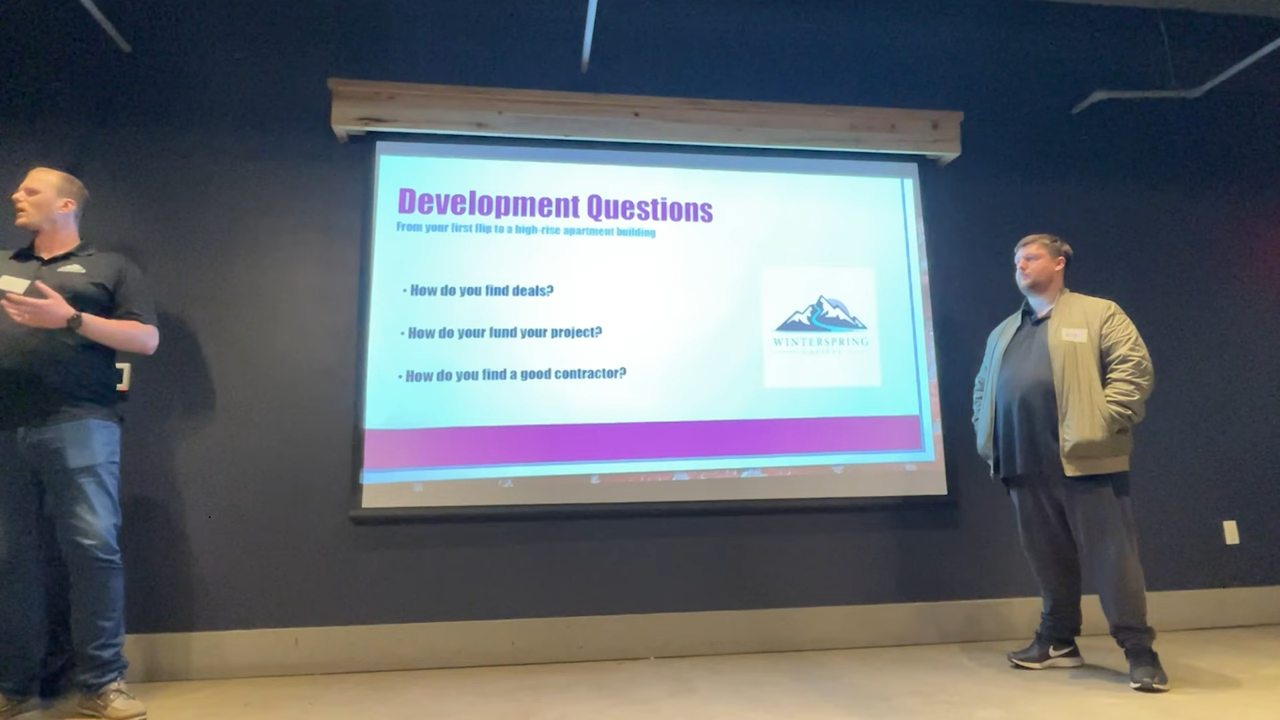 Development Questions
From your first flip to a high-rise apartment building
• How do you find deals?
• How do your fund your project?
• How do you find a good contractor?
WINTERSPRING